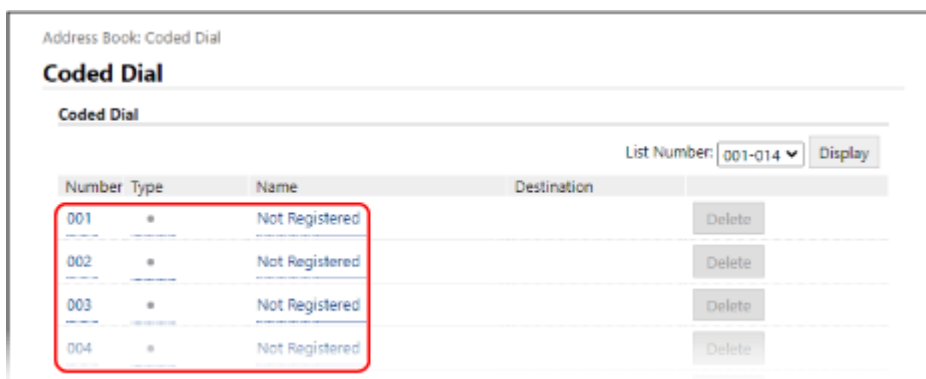 Address Book: Coded Dial
Coded Dial
Coded Dial
List Number: 001-014 Display
Number Type Name Destination
001 Not Registered Delete
002 Not Registered Delete
003 Not Registered Delete
004 Not Registered Delete